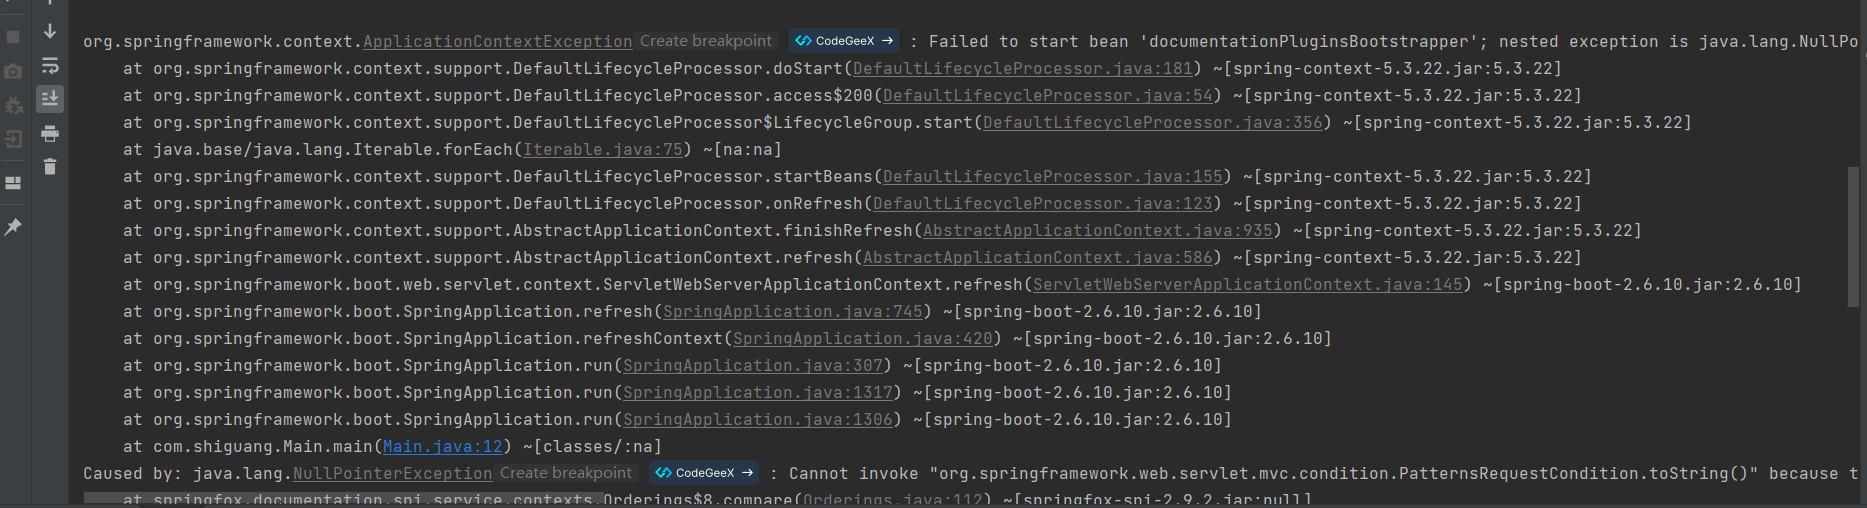 org.springframework.context.ApplicationContextException Create breakpoint CodeGeeX → : Failed to start bean 'documentationPluginsBootstrapper'; nested exception is java.lang.NullPo
at org.springframework.context.support.DefaultLifecycleProcessor.doStart(DefaultLifecycleProcessor.java:181) ~[spring-context-5.3.22.jar:5.3.22]
at org.springframework.context.support.DefaultLifecycleProcessor.access$200(DefaultLifecycleProcessor.java:54) ~[spring-context-5.3.22.jar:5.3.22]
at org.springframework.context.support.DefaultLifecycleProcessor$LifecycleGroup.start(DefaultLifecycleProcessor.java:356) ~[spring-context-5.3.22.jar:5.3.22]
at java.base/java.lang.Iterable.forEach(Iterable.java:75) ~[na:na]
at org.springframework.context.support.DefaultLifecycleProcessor.startBeans(DefaultLifecycleProcessor.java:155) ~[spring-context-5.3.22.jar:5.3.22]
at org.springframework.context.support.DefaultLifecycleProcessor.onRefresh(DefaultLifecycleProcessor.java:123) ~[spring-context-5.3.22.jar:5.3.22]
at org.springframework.context.support.AbstractApplicationContext.finishRefresh(AbstractApplicationContext.java:935) ~[spring-context-5.3.22.jar:5.3.22]
at org.springframework.context.support.AbstractApplicationContext.refresh(AbstractApplicationContext.java:586) ~[spring-context-5.3.22.jar:5.3.22]
at org.springframework.boot.web.servlet.context.ServletWebServerApplicationContext.refresh(ServletWebServerApplicationContext.java:145) ~[spring-boot-2.6.10.jar:2.6.10]
at org.springframework.boot.SpringApplication.refresh(SpringApplication.java:745) ~[spring-boot-2.6.10.jar:2.6.10]
at org.springframework.boot.SpringApplication.refreshContext(SpringApplication.java:420) ~[spring-boot-2.6.10.jar:2.6.10]
at org.springframework.boot.SpringApplication.run(SpringApplication.java:307) ~[spring-boot-2.6.10.jar:2.6.10]
at org.springframework.boot.SpringApplication.run(SpringApplication.java:1317) ~[spring-boot-2.6.10.jar:2.6.10]
at org.springframework.boot.SpringApplication.run(SpringApplication.java:1306) ~[spring-boot-2.6.10.jar:2.6.10]
at com.shiguang.Main.main(Main.java:12) ~[classes/:na]
Caused by: java.lang.NullPointerException Create breakpoint CodeGeeX → : Cannot invoke "org.springframework.web.servlet.mvc.condition.PatternsRequestCondition.toString()" because t
at springfox.documentation.spi.service.contexts.Orderings$8.compare(Orderings.java:112) ~[springfox-spi-2.9.2.jar:null]